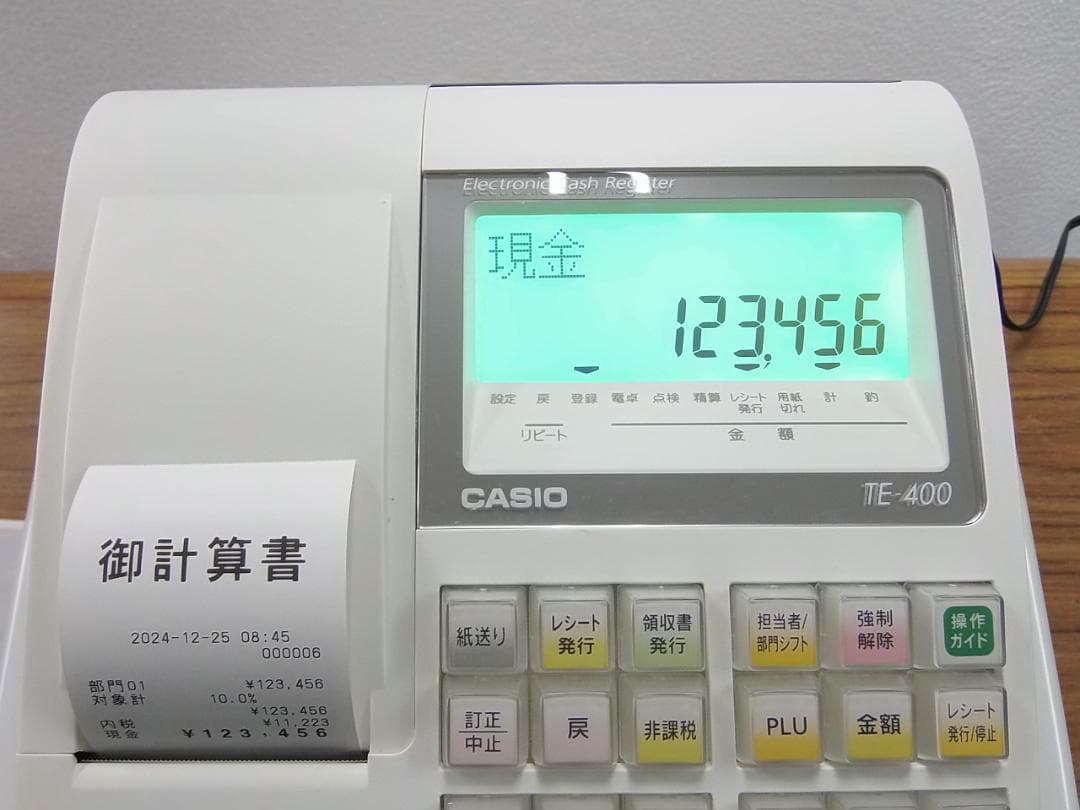 Electronic Cash Register
現金
123,456
設定 戻 登録 電卓 点検 精算 レシート発行 用紙切れ 計 釣
リピート 金額
CASIO TE-400
御計算書
2024-12-25 08:45
000006
部門01 ¥123,456
対象計 10.0%
¥123,456
内税 ¥11,223
現金 ¥123,456
紙送り
レシート
発行
領収書
発行
担当者/
部門シフト
強制
解除
操作
ガイド
訂正
中止
戻
非課税
PLU
金額
レシート
発行/停止